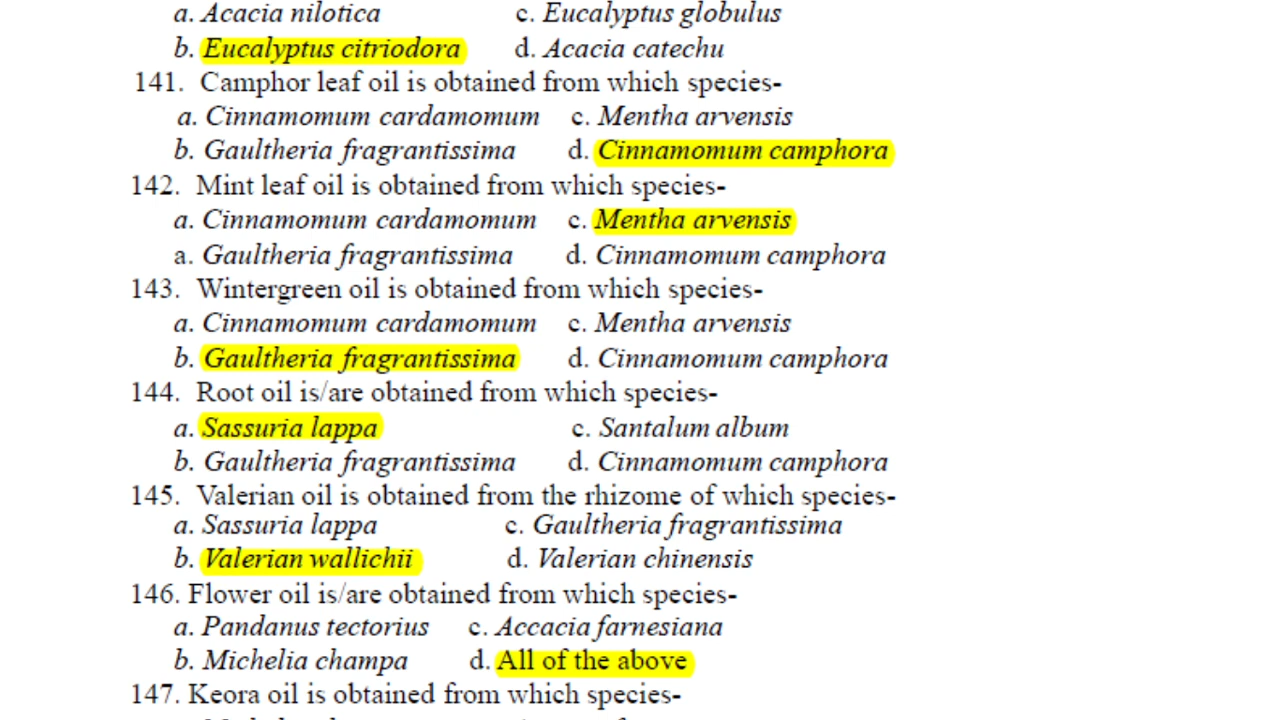 a. Acacia nilotica c. Eucalyptus globulus
b. Eucalyptus citriodora d. Acacia catechu
141. Camphor leaf oil is obtained from which species-
a. Cinnamomum cardamomum c. Mentha arvensis
b. Gaultheria fragrantissima d. Cinnamomum camphora
142. Mint leaf oil is obtained from which species-
a. Cinnamomum cardamomum c. Mentha arvensis
a. Gaultheria fragrantissima d. Cinnamomum camphora
143. Wintergreen oil is obtained from which species-
a. Cinnamomum cardamomum c. Mentha arvensis
b. Gaultheria fragrantissima d. Cinnamomum camphora
144. Root oil is/are obtained from which species-
a. Sassuria lappa c. Santalum album
b. Gaultheria fragrantissima d. Cinnamomum camphora
145. Valerian oil is obtained from the rhizome of which species-
a. Sassuria lappa c. Gaultheria fragrantissima
b. Valerian wallichii d. Valerian chinensis
146. Flower oil is/are obtained from which species-
a. Pandanus tectorius c. Accacia farnesiana
b. Michelia champa d. All of the above
147. Keora oil is obtained from which species-